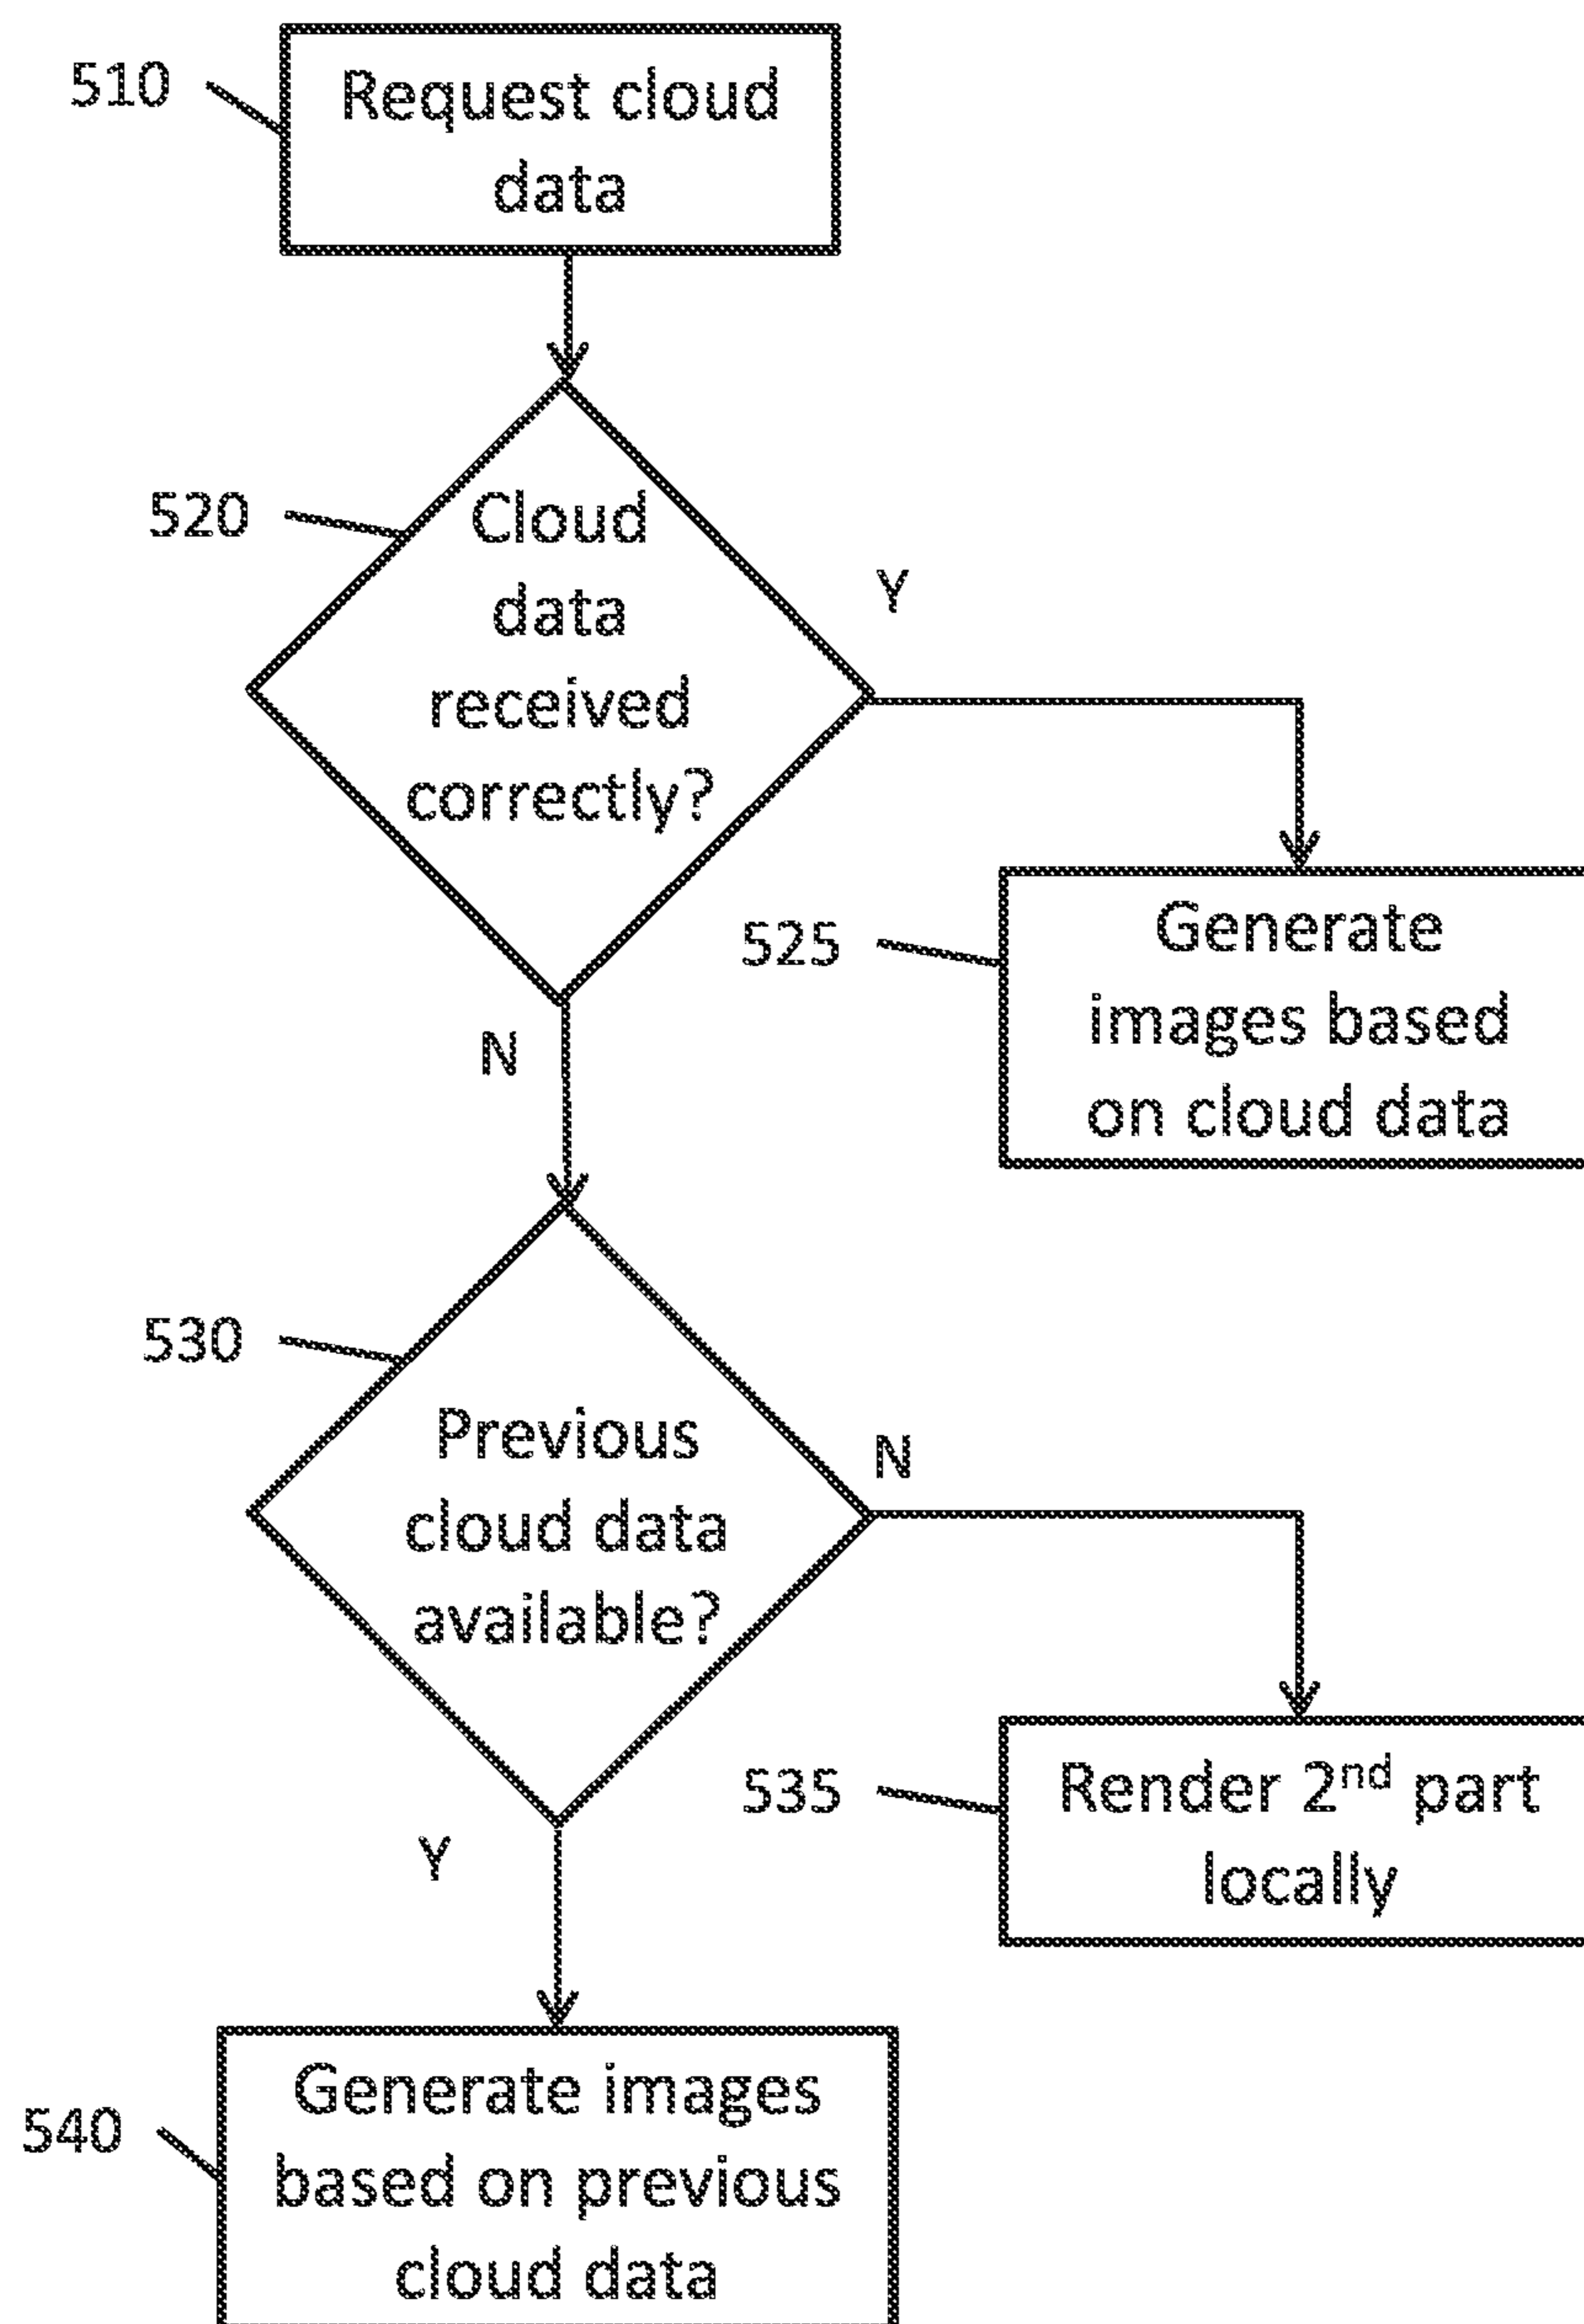 510
Request cloud
data
520
Cloud
data
received
correctly?
Y
525
Generate
images based
on cloud data
N
530
Previous
cloud data
available?
N
535
Render 2nd part
locally
Y
540
Generate images
based on previous
cloud data